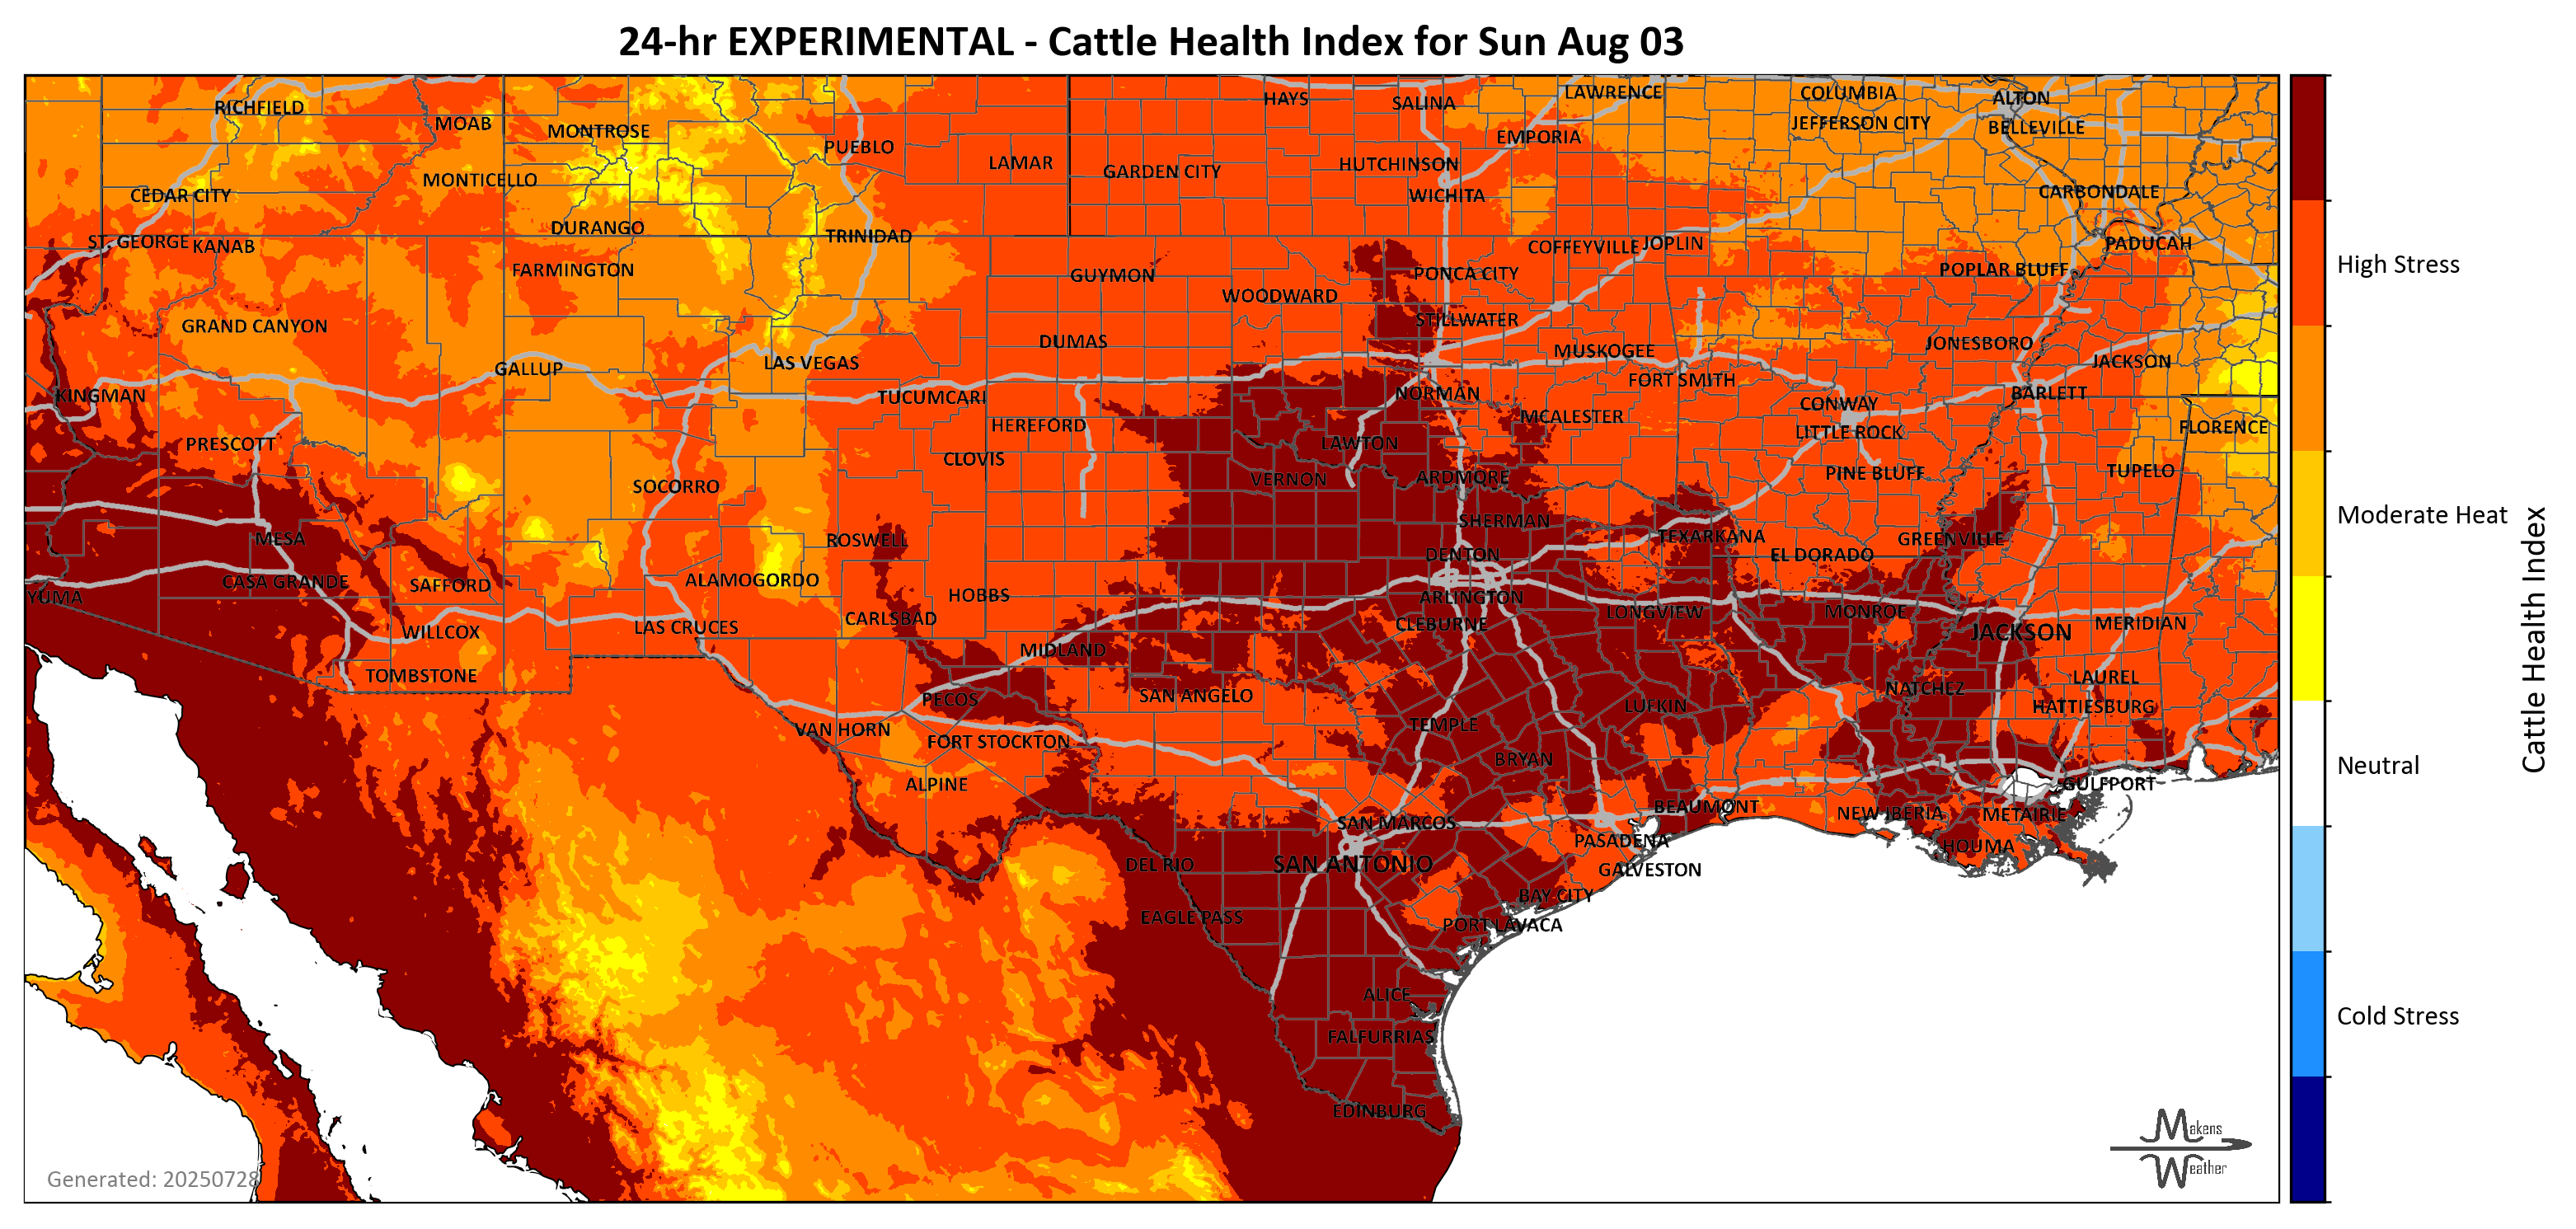 24-hr EXPERIMENTAL - Cattle Health Index for Sun Aug 03
RICHFIELD
MOAB
MONTROSE
PUEBLO
LAMAR
HAYS
SALINA
LAWRENCE
COLUMBIA
ALTON
JEFFERSON CITY
BELLEVILLE
EMPORIA
GARDEN CITY
HUTCHINSON
WICHITA
CEDAR CITY
MONTICELLO
CARBONDALE
DURANGO
TRINIDAD
ST. GEORGE
KANAB
COFFEYVILLE
JOPLIN
PADUCAH
High Stress
FARMINGTON
GUYMON
PONCA CITY
POPLAR BLUFF
WOODWARD
GRAND CANYON
STILLWATER
DUMAS
MUSKOGEE
JONESBORO
JACKSON
GALLUP
LAS VEGAS
FORT SMITH
KINGMAN
TUCUMCARI
NORMAN
BARLETT
CONWAY
HEREFORD
MCALESTER
LITTLE ROCK
FLORENCE
PRESCOTT
LAWTON
CLOVIS
VERNON
ARDMORE
PINE BLUFF
TUPELO
SOCORRO
SHERMAN
Moderate Heat
MESA
ROSWELL
DENTON
TEXARKANA
EL DORADO
GREENVILLE
YUMA
CASA GRANDE
SAFFORD
ALAMOGORDO
HOBBS
ARLINGTON
LONGVIEW
MONROE
CARLSBAD
CLEBURNE
WILLCOX
LAS CRUCES
JACKSON
MERIDIAN
Cattle Health Index
TOMBSTONE
MIDLAND
PECOS
SAN ANGELO
LUFKIN
NATCHEZ
LAUREL
HATTIESBURG
VAN HORN
FORT STOCKTON
TEMPLE
BRYAN
Neutral
ALPINE
GULFPORT
BEAUMONT
NEW IBERIA
METAIRIE
SAN MARCOS
PASADENA
HOUMA
DEL RIO
SAN ANTONIO
GALVESTON
BAY CITY
EAGLE PASS
PORT LAVACA
ALICE
Cold Stress
FALFURRIAS
EDINBURG
Makens
Weather
Generated: 20250728